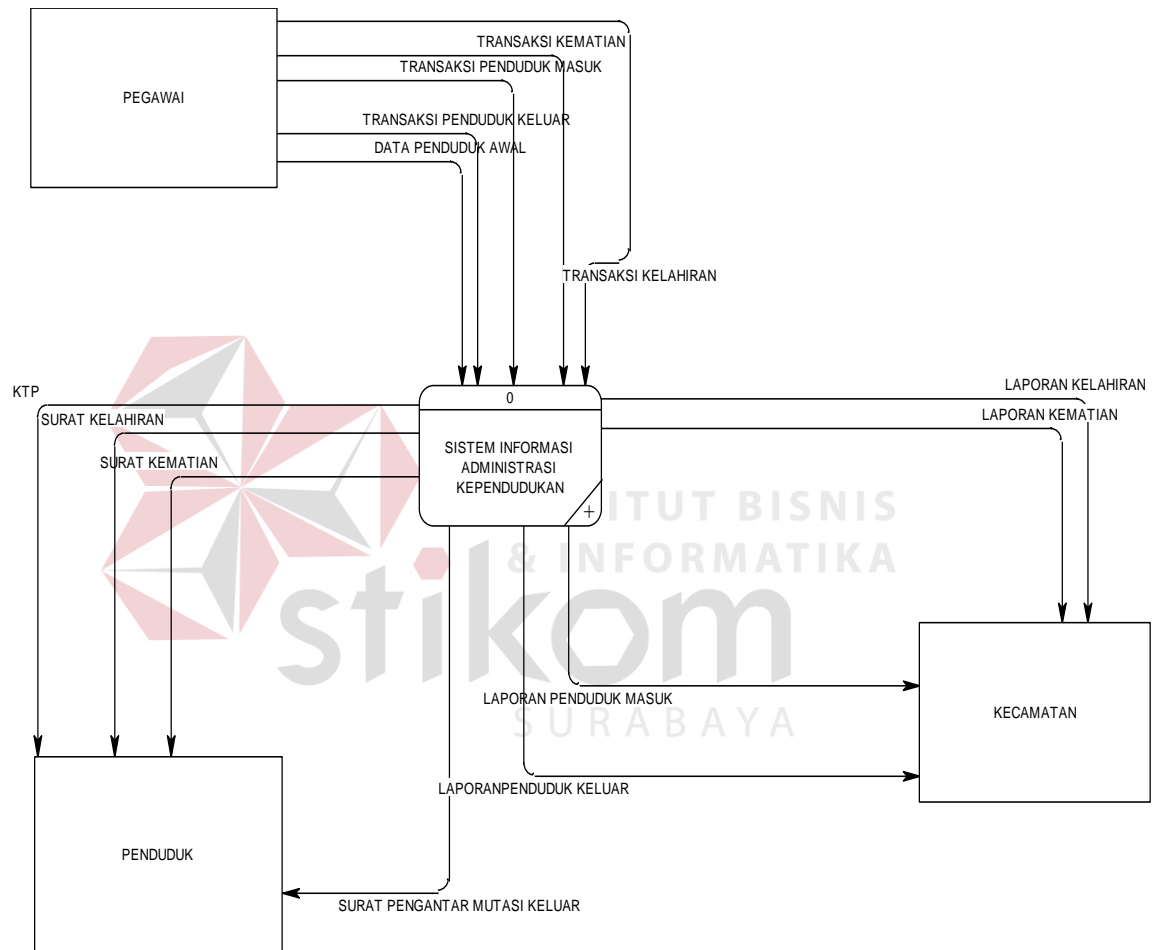 TRANSAKSI KEMATIAN
TRANSAKSI PENDUDUK MASUK
PEGAWAI
TRANSAKSI PENDUDUK KELUAR
DATA PENDUDUK AWAL
TRANSAKSI KELAHIRAN
KTP
SURAT KELAHIRAN
SURAT KEMATIAN
0
SISTEM INFORMASI
ADMINISTRASI
KEPENDUDUKAN
+
LAPORAN KELAHIRAN
LAPORAN KEMATIAN
ITUT BISNIS
& INFORMATIKA
stikom
SURABAYA
LAPORAN PENDUDUK MASUK
KECAMATAN
LAPORANPENDUDUK KELUAR
PENDUDUK
SURAT PENGANTAR MUTASI KELUAR